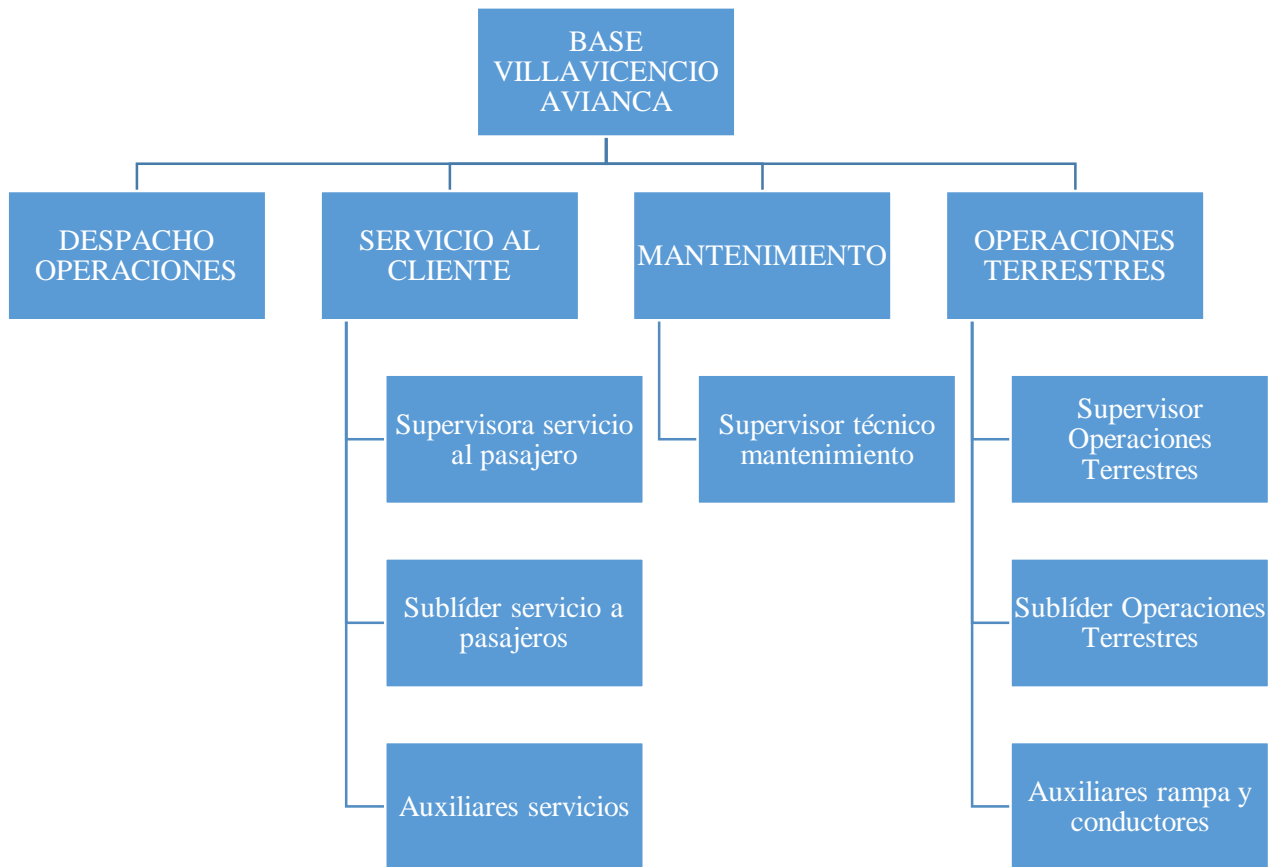 BASE
VILLAVICENCIO
AVIANCA
DESPACHO
OPERACIONES
SERVICIO AL
CLIENTE
MANTENIMIENTO
OPERACIONES
TERRESTRES
Supervisora servicio
al pasajero
Sublíder servicio a
pasajeros
Auxiliares servicios
Supervisor técnico
mantenimiento
Supervisor
Operaciones
Terrestres
Sublíder Operaciones
Terrestres
Auxiliares rampa y
conductores